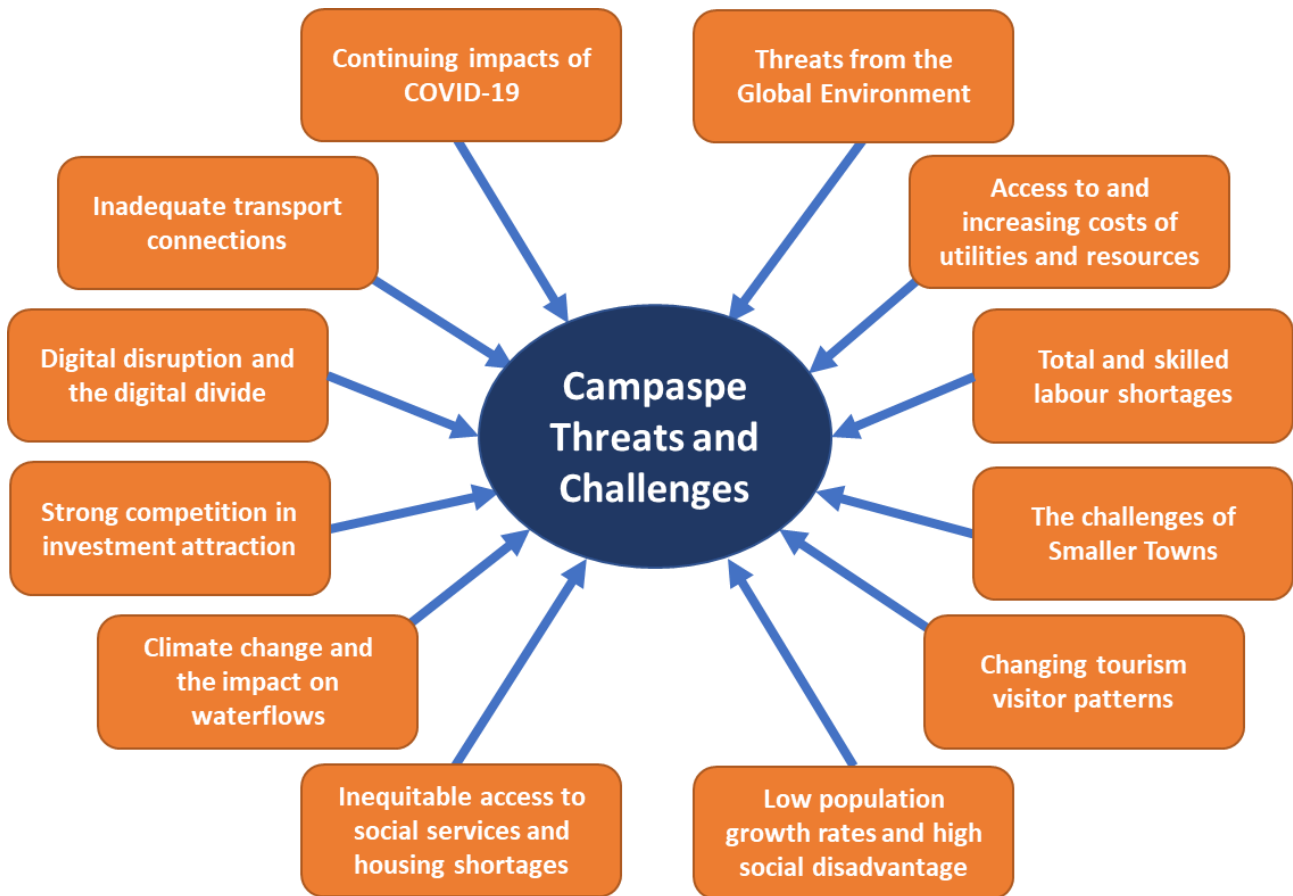 Continuing impacts of
COVID-19
Threats from the
Global Environment
Inadequate transport
connections
Access to and
increasing costs of
utilities and resources
Digital disruption and
the digital divide
Campaspe
Threats and
Challenges
Total and skilled
labour shortages
Strong competition in
investment attraction
The challenges of
Smaller Towns
Climate change and
the impact on
waterflows
Changing tourism
visitor patterns
Inequitable access to
social services and
housing shortages
Low population
growth rates and high
social disadvantage